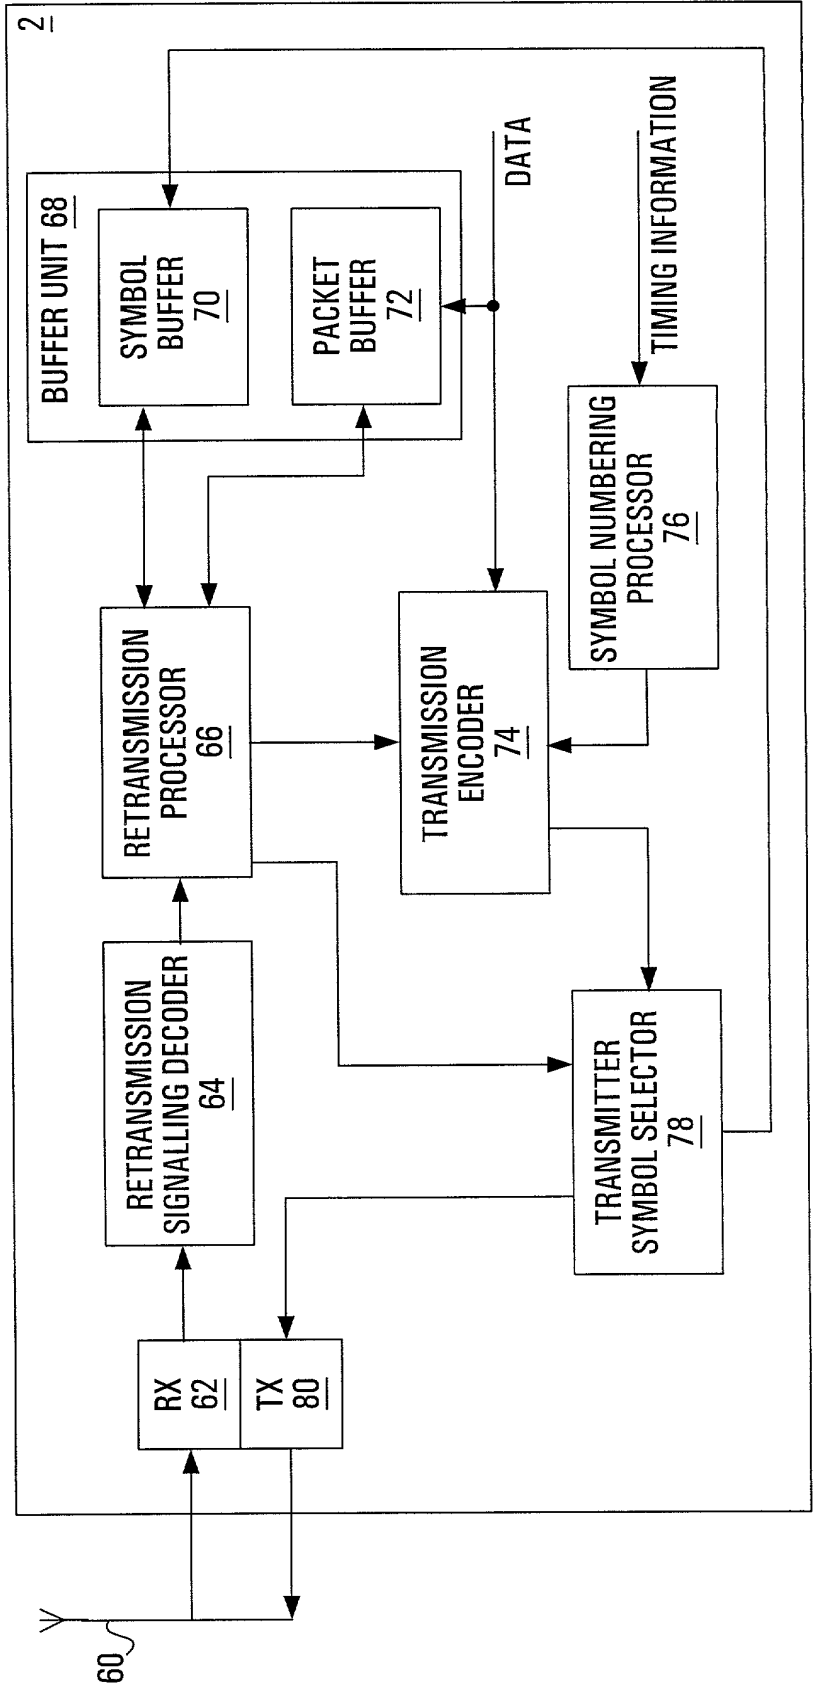 2
BUFFER UNIT 68
SYMBOL
BUFFER
70
PACKET
BUFFER
72
DATA
TIMING INFORMATION
RETRANSMISSION
PROCESSOR
66
TRANSMISSION
ENCODER
74
SYMBOL NUMBERING
PROCESSOR
76
RETRANSMISSION
SIGNALLING DECODER
64
TRANSMITTER
SYMBOL SELECTOR
78
RX
62
TX
80
60